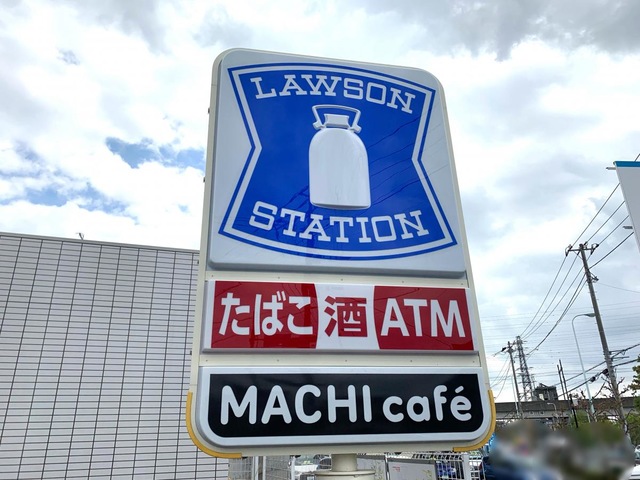 LAWSON
STATION
たばこ 酒 ATM
MACHI café